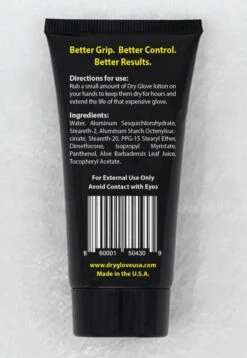 Better Grip. Better Control.
Better Results.
Directions for use:
Rub a small amount of Dry Glove lotion on
your hands to keep them dry for hours and
extend the life of that expensive glove.
Ingredients:
Water, Aluminum Sesquichlorohydrate,
Steareth-2, Aluminum Starch Octenylsuc-
cinate, Steareth-20, PPG-15 Stearyl Ether,
Dimethicone, Isopropyl Myristate,
Panthenol, Aloe Barbadensis Leaf Juice,
Tocopheryl Acetate.
For External Use Only
Avoid Contact with Eyes
8 60001 50430 9
www.drygloveusa.com
Made in the U.S.A.